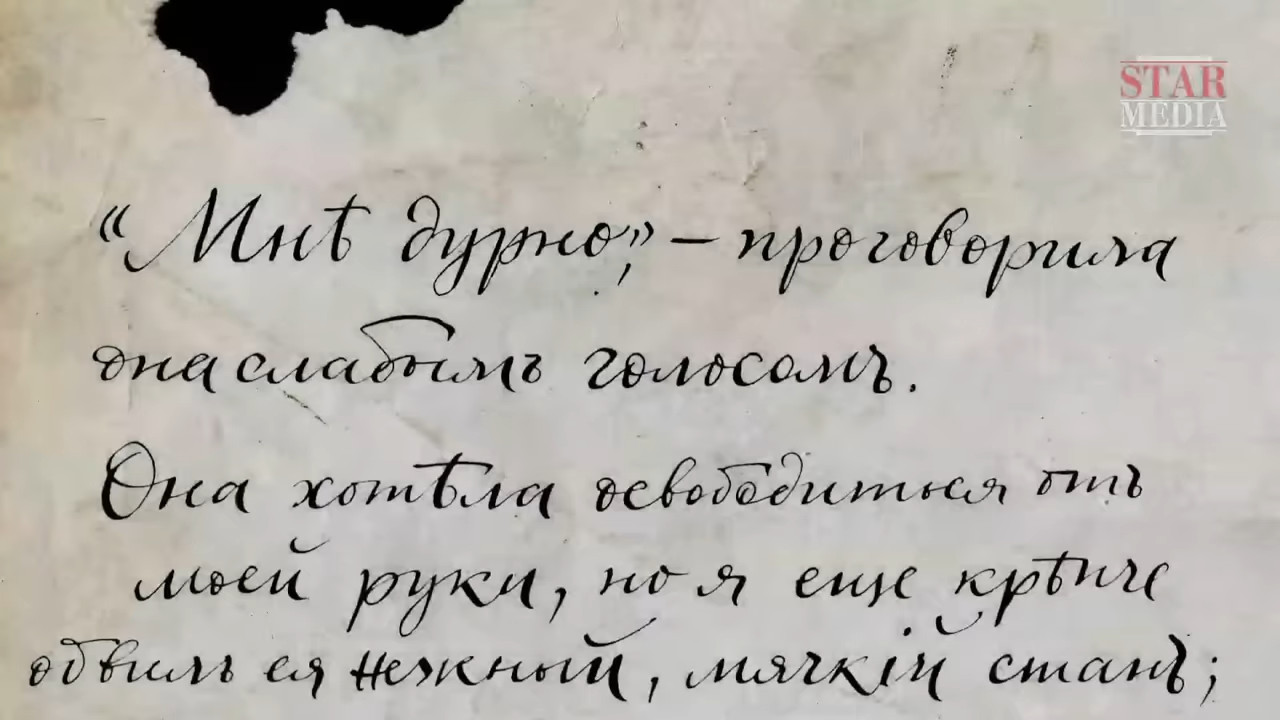 STAR
MEDIA
“Мнѣ дурно”, – проговорила
она слабымъ голосомъ.
Она хотѣла освободиться отъ
моей руки, но я еще крѣпче
обвилъ ея нежный, мягкій станъ;